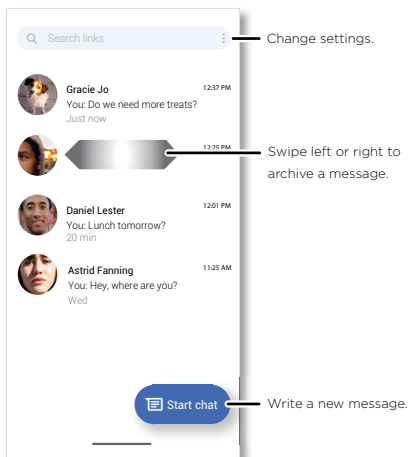 Search links
Change settings.
Gracie Jo 12:37 PM
You: Do we need more treats?
Just now
12:25 PM
Swipe left or right to
archive a message.
Daniel Lester 12:01 PM
You: Lunch tomorrow?
20 min
Astrid Fanning 11:25 AM
You: Hey, where are you?
Wed
Start chat
Write a new message.